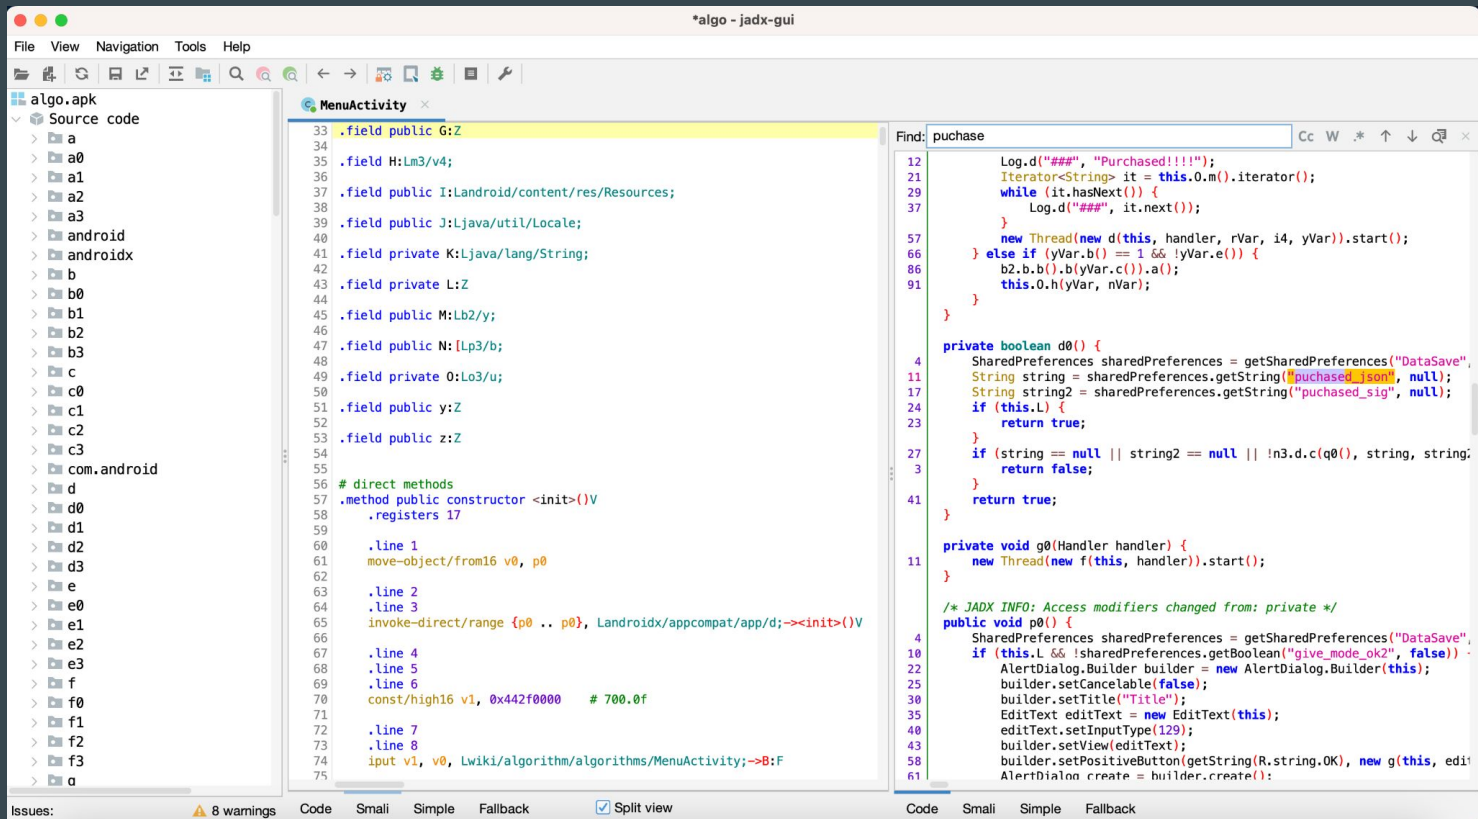 *algo - jadx-gui
File View Navigation Tools Help
algo.apk
Source code
a
a0
a1
a2
a3
android
androidx
b
b0
b1
b2
b3
c
c0
c1
c2
c3
com.android
d
d0
d1
d2
d3
e
e0
e1
e2
e3
f
f0
f1
f2
f3
g
Issues: 8 warnings
MenuActivity
33 .field public G:Z
34
35 .field H:Lm3/v4;
36
37 .field public I:Landroid/content/res/Resources;
38
39 .field public J:Ljava/util/Locale;
40
41 .field private K:Ljava/lang/String;
42
43 .field private L:Z
44
45 .field public M:Lb2/y;
46
47 .field public N:[Lp3/b;
48
49 .field private O:Lo3/u;
50
51 .field public y:Z
52
53 .field public z:Z
54
55
56 # direct methods
57 .method public constructor <init>()V
58 .registers 17
59
60 .line 1
61 move-object/from16 v0, p0
62
63 .line 2
64 .line 3
65 invoke-direct/range {p0 .. p0}, Landroidx/appcompat/app/d;-><init>()V
66
67 .line 4
68 .line 5
69 .line 6
70 const/high16 v1, 0x442f0000 # 700.0f
71
72 .line 7
73 .line 8
74 iput v1, v0, Lwiki/algorithm/algorithms/MenuActivity;->B:F
75
Code Smali Simple Fallback Split view
Find: puchase Cc W .*
12 Log.d("###", "Purchased!!!!");
21 Iterator<String> it = this.O.m().iterator();
29 while (it.hasNext()) {
37 Log.d("###", it.next());
}
57 new Thread(new d(this, handler, rVar, i4, yVar)).start();
66 } else if (yVar.b() == 1 && !yVar.e()) {
86 b2.b.b().b(yVar.c()).a();
91 this.O.h(yVar, nVar);
}
}
private boolean d0() {
4 SharedPreferences sharedPreferences = getSharedPreferences("DataSave",
11 String string = sharedPreferences.getString("puchased_json", null);
17 String string2 = sharedPreferences.getString("puchased_sig", null);
24 if (this.L) {
23 return true;
}
27 if (string == null || string2 == null || !n3.d.c(q0(), string, string2
3 return false;
}
41 return true;
}
private void g0(Handler handler) {
11 new Thread(new f(this, handler)).start();
}
/* JADX INFO: Access modifiers changed from: private */
public void p0() {
4 SharedPreferences sharedPreferences = getSharedPreferences("DataSave",
10 if (this.L && !sharedPreferences.getBoolean("give_mode_ok2", false)) {
22 AlertDialog.Builder builder = new AlertDialog.Builder(this);
25 builder.setCancelable(false);
30 builder.setTitle("Title");
35 EditText editText = new EditText(this);
40 editText.setInputType(129);
43 builder.setView(editText);
58 builder.setPositiveButton(getString(R.string.OK), new g(this, edit
61 AlertDialog create = builder.create();
Code Smali Simple Fallback